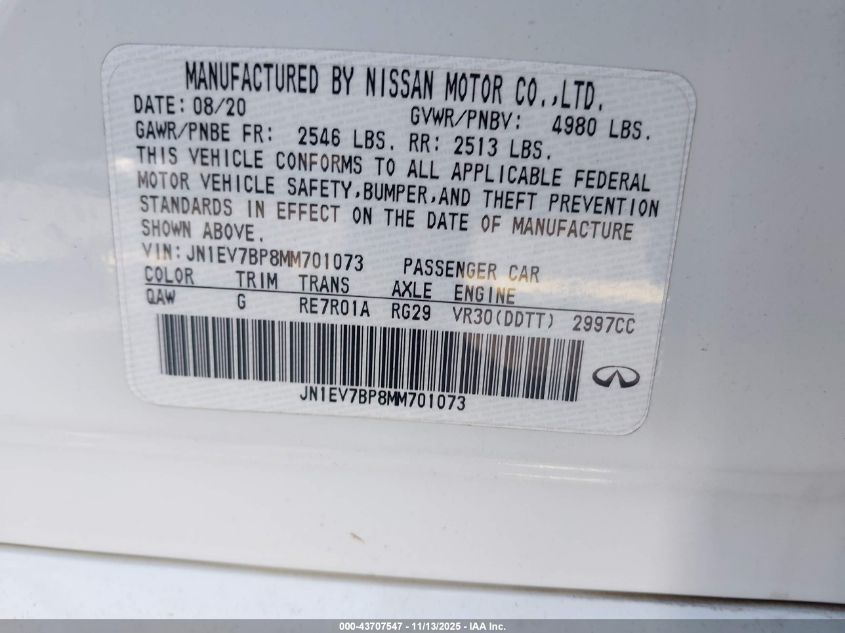 MANUFACTURED BY NISSAN MOTOR CO.,LTD.
DATE: 08/20 GVWR/PNBV: 4980 LBS.
GAWR/PNBE FR: 2546 LBS. RR: 2513 LBS.
THIS VEHICLE CONFORMS TO ALL APPLICABLE FEDERAL
MOTOR VEHICLE SAFETY,BUMPER,AND THEFT PREVENTION
STANDARDS IN EFFECT ON THE DATE OF MANUFACTURE
SHOWN ABOVE.
VIN:JN1EV7BP8MM701073 PASSENGER CAR
COLOR TRIM TRANS AXLE ENGINE
QAW G RE7R01A RG29 VR30(DDTT) 2997CC
JN1EV7BP8MM701073
000-43707547 - 11/13/2025 - IAA Inc.